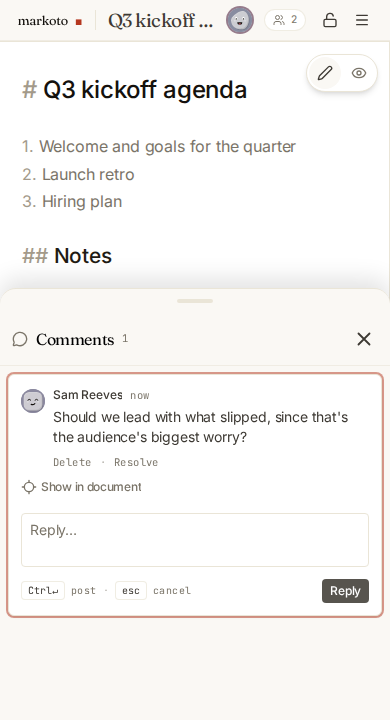 markoto
Q3 kickoff ...
2
# Q3 kickoff agenda
1. Welcome and goals for the quarter
2. Launch retro
3. Hiring plan
## Notes
Comments 1
Sam Reeves now
Should we lead with what slipped, since that's
the audience's biggest worry?
Delete · Resolve
Show in document
Reply...
Ctrl↵ post · esc cancel
Reply